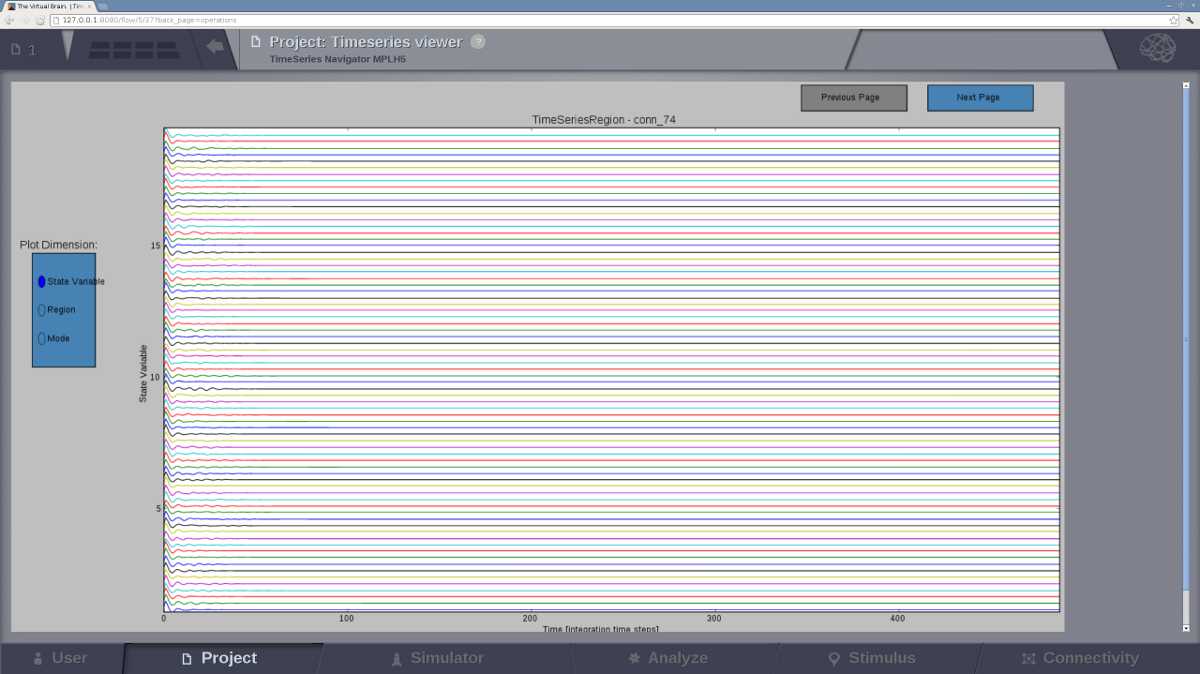 The Virtual Brain. | Tim
127.0.0.1:8080/flow/5/37?back_page=operations
1
Project: Timeseries viewer ?
TimeSeries Navigator MPLH5
Previous Page
Next Page
TimeSeriesRegion - conn_74
Plot Dimension:
State Variable
Region
Mode
State Variable
15
10
5
0 100 200 300 400
Time [integration time steps]
User
Project
Simulator
Analyze
Stimulus
Connectivity